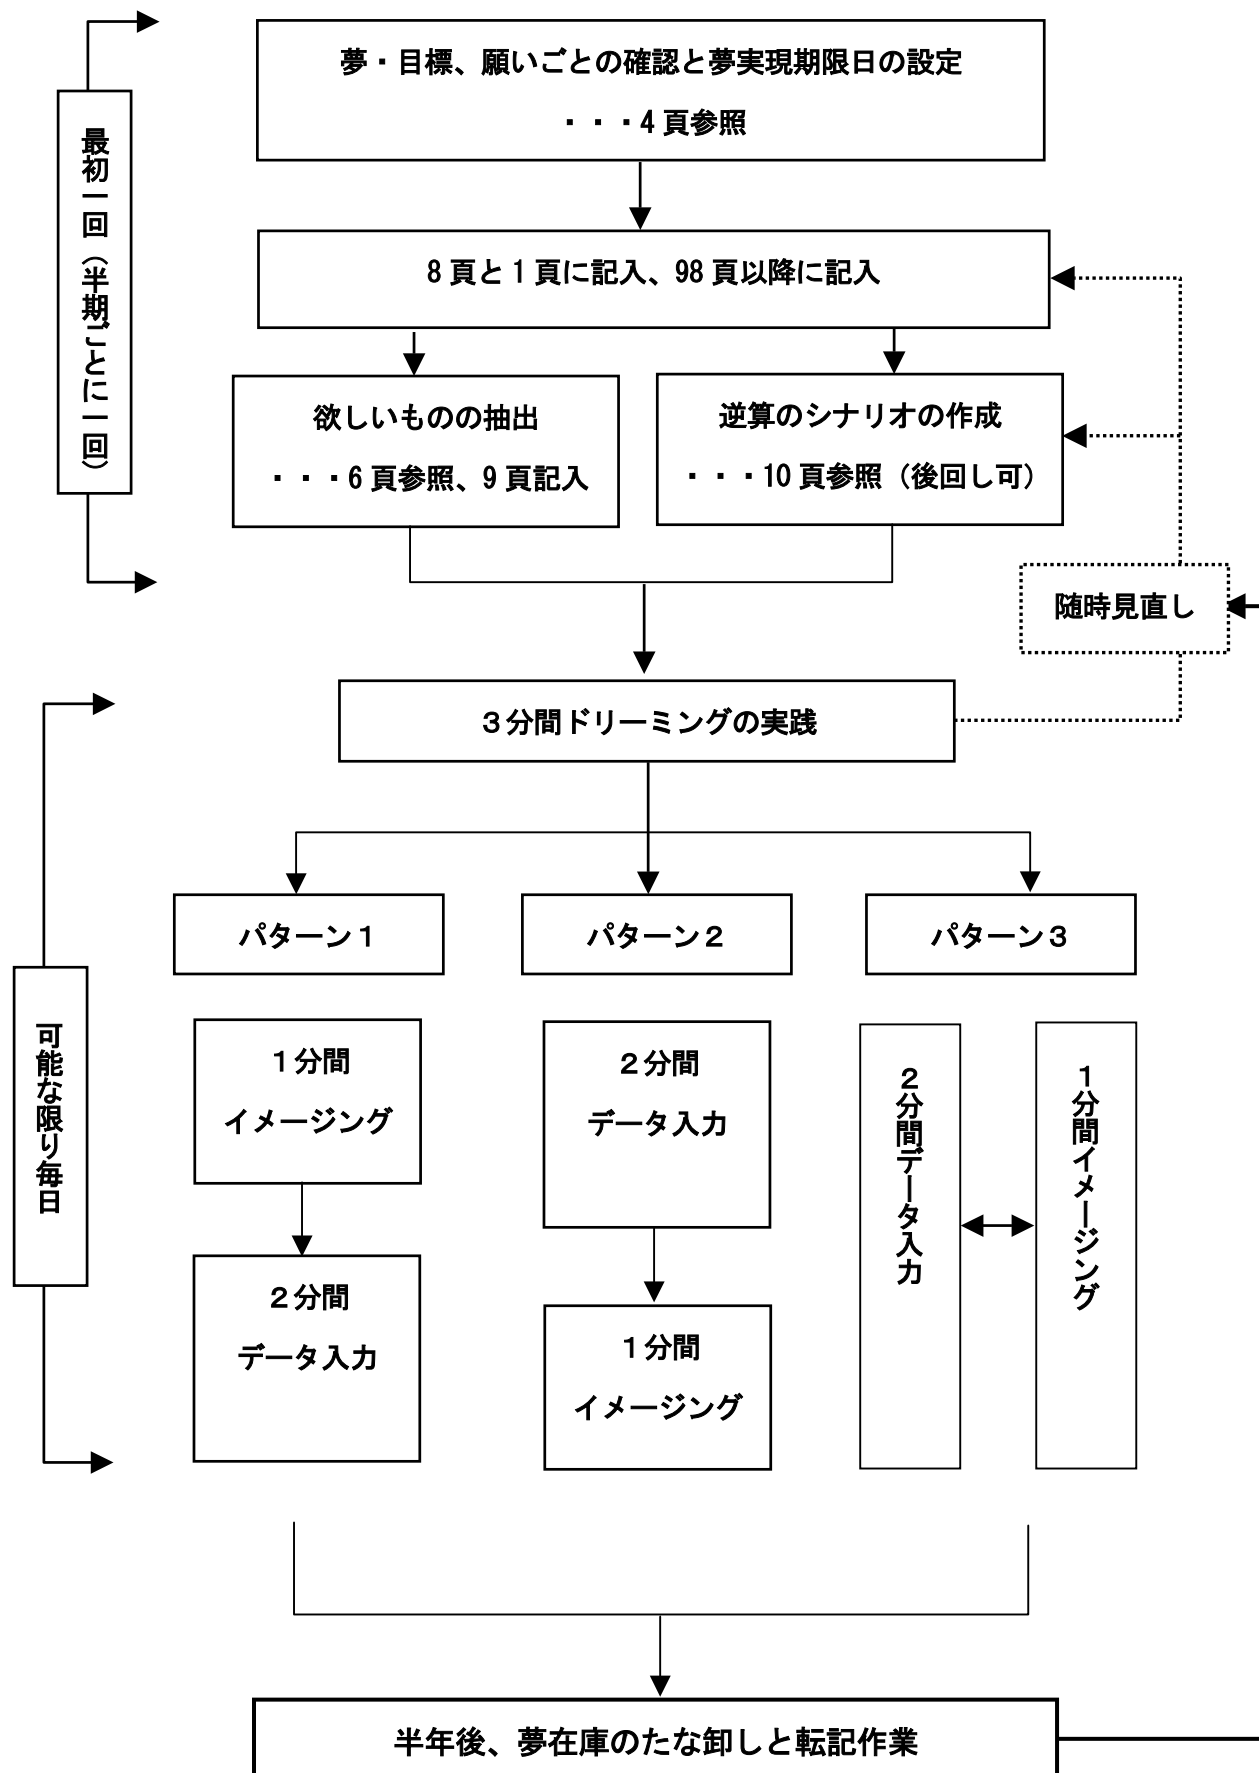 夢・目標、願いごとの確認と夢実現期限日の設定
・・・4 頁参照
最初一回（半期ごとに一回）
8 頁と 1 頁に記入、98 頁以降に記入
欲しいものの抽出
・・・6 頁参照、9 頁記入
逆算のシナリオの作成
・・・10 頁参照（後回し可）
随時見直し
３分間ドリーミングの実践
パターン１
パターン２
パターン３
可能な限り毎日
１分間
イメージング
２分間
データ入力
２分間
データ入力
１分間
イメージング
２分間データ入力
１分間イメージング
半年後、夢在庫のたな卸しと転記作業